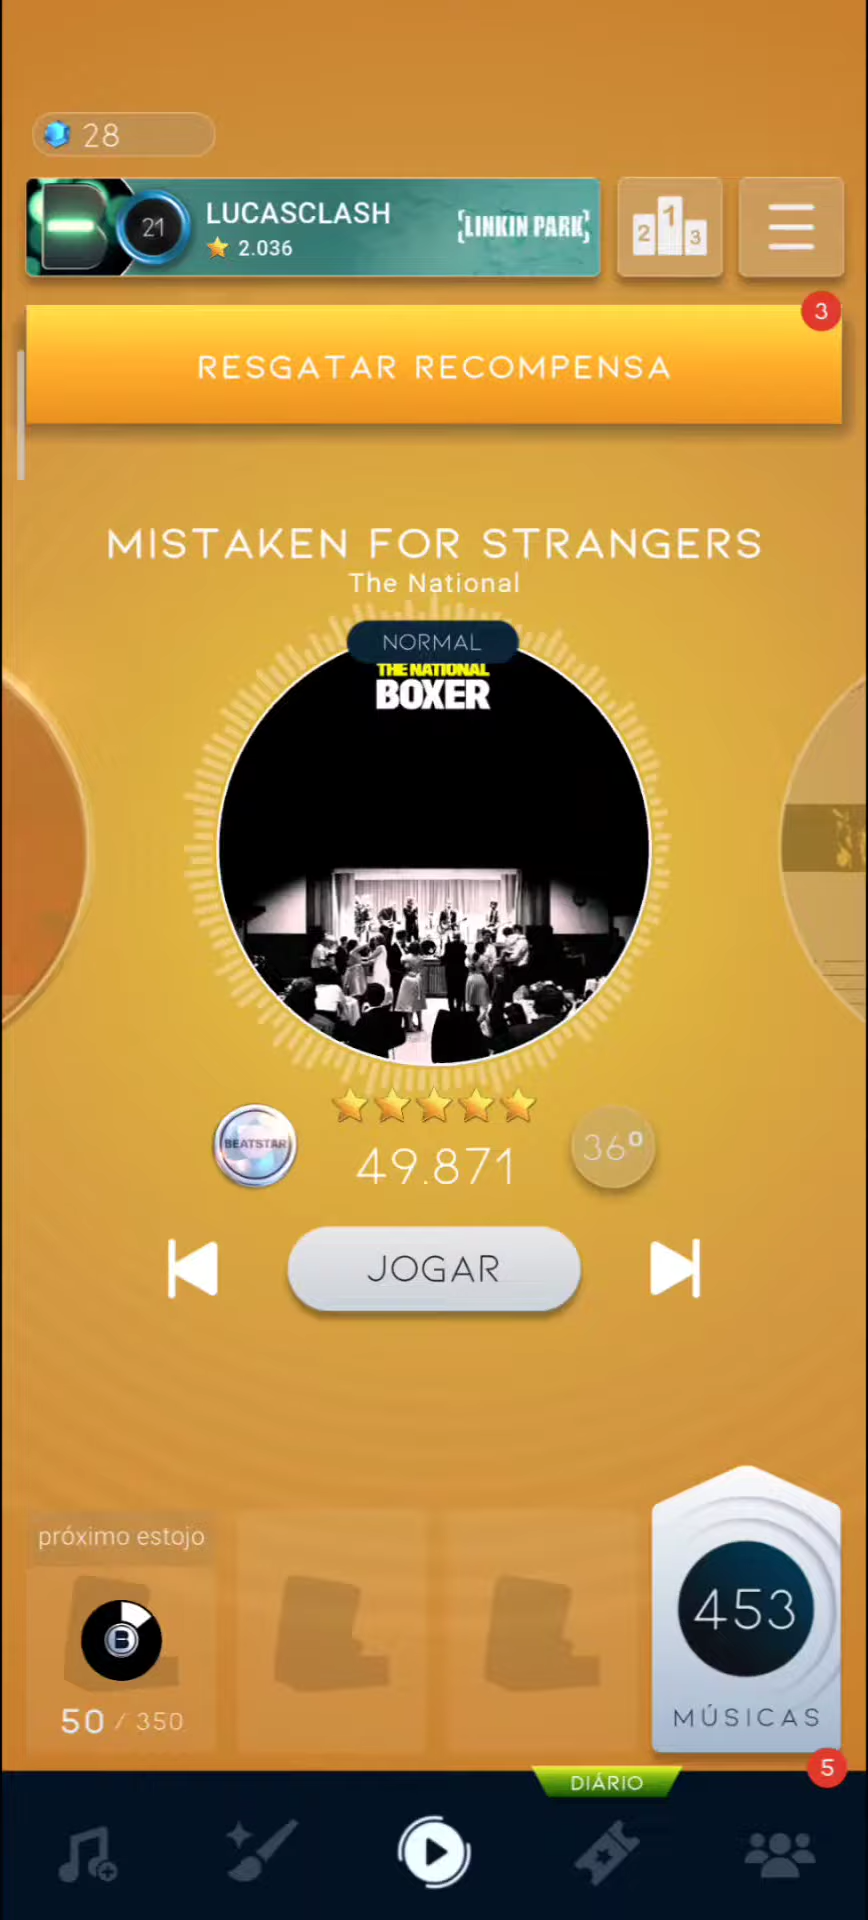 28
21
LUCASCLASH
2.036
[LINKIN PARK]
2 1 3
3
RESGATAR RECOMPENSA
MISTAKEN FOR STRANGERS
The National
NORMAL
THE NATIONAL
BOXER
BEATSTAR
49.871
36º
JOGAR
próximo estojo
B
50 / 350
453
MÚSICAS
DIÁRIO
5